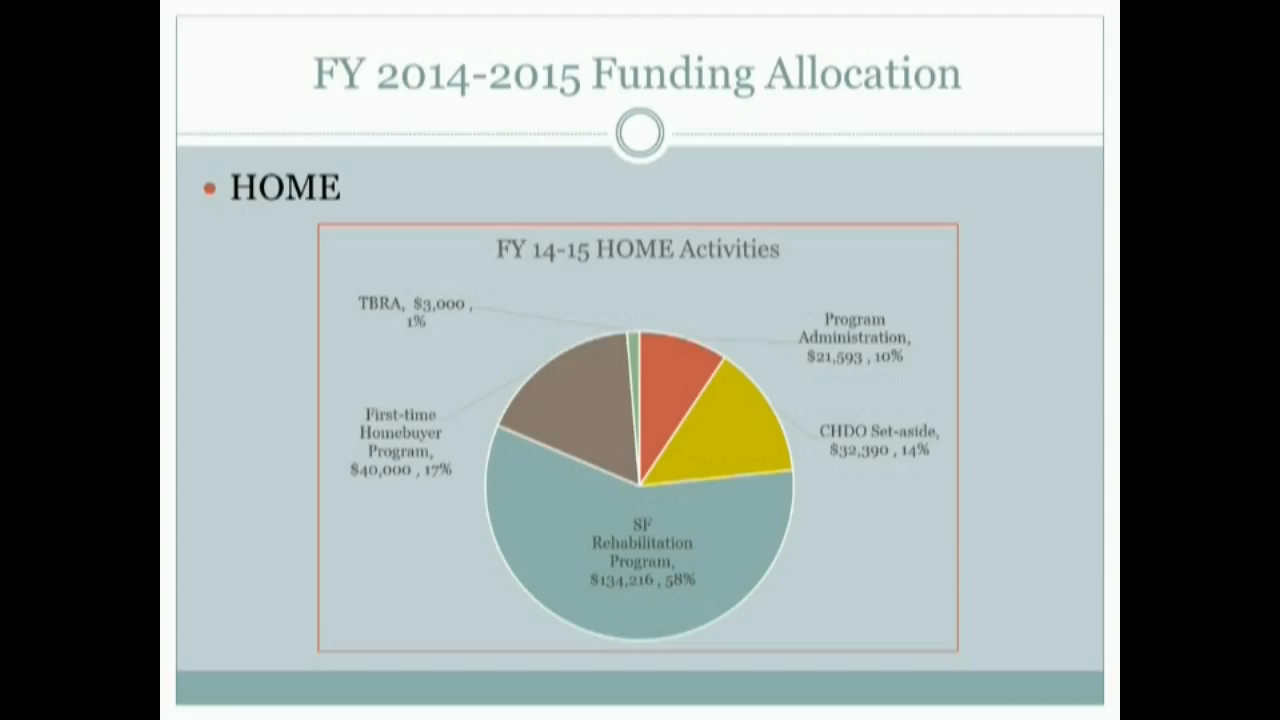 FY 2014-2015 Funding Allocation
• HOME
FY 14-15 HOME Activities
TBRA, $3,000 ,
1%
Program
Administration,
$21,593 , 10%
First-time
Homebuyer
Program,
$40,000 , 17%
CHDO Set-aside,
$32,390 , 14%
SF
Rehabilitation
Program,
$134,216 , 58%